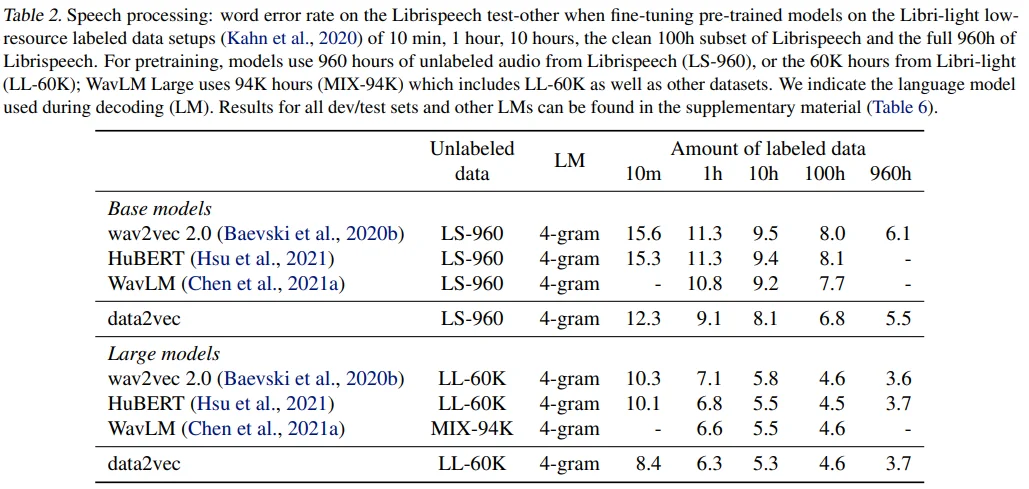 Table 2. Speech processing: word error rate on the Librispeech test-other when fine-tuning pre-trained models on the Libri-light low-
resource labeled data setups (Kahn et al., 2020) of 10 min, 1 hour, 10 hours, the clean 100h subset of Librispeech and the full 960h of
Librispeech. For pretraining, models use 960 hours of unlabeled audio from Librispeech (LS-960), or the 60K hours from Libri-light
(LL-60K); WavLM Large uses 94K hours (MIX-94K) which includes LL-60K as well as other datasets. We indicate the language model
used during decoding (LM). Results for all dev/test sets and other LMs can be found in the supplementary material (Table 6).
Unlabeled data LM Amount of labeled data
10m 1h 10h 100h 960h
Base models
wav2vec 2.0 (Baevski et al., 2020b) LS-960 4-gram 15.6 11.3 9.5 8.0 6.1
HuBERT (Hsu et al., 2021) LS-960 4-gram 15.3 11.3 9.4 8.1 -
WavLM (Chen et al., 2021a) LS-960 4-gram - 10.8 9.2 7.7 -
data2vec LS-960 4-gram 12.3 9.1 8.1 6.8 5.5
Large models
wav2vec 2.0 (Baevski et al., 2020b) LL-60K 4-gram 10.3 7.1 5.8 4.6 3.6
HuBERT (Hsu et al., 2021) LL-60K 4-gram 10.1 6.8 5.5 4.5 3.7
WavLM (Chen et al., 2021a) MIX-94K 4-gram - 6.6 5.5 4.6 -
data2vec LL-60K 4-gram 8.4 6.3 5.3 4.6 3.7